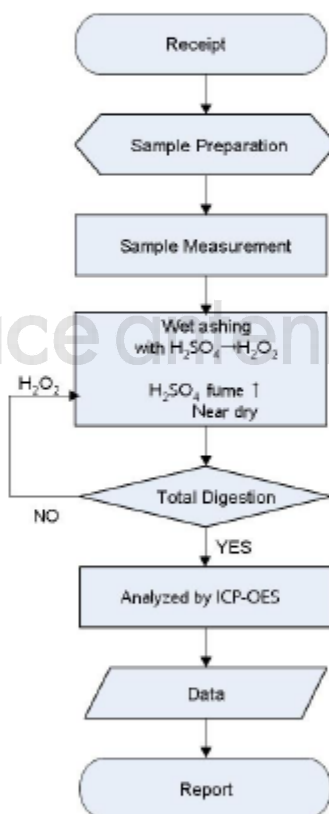 Receipt
Sample Preparation
Sample Measurement
Wet ashing
with H₂SO₄→H₂O₂
H₂O₂
H₂SO₄ fume ↑
Near dry
Total Digestion
NO
YES
Analyzed by ICP-OES
Data
Report